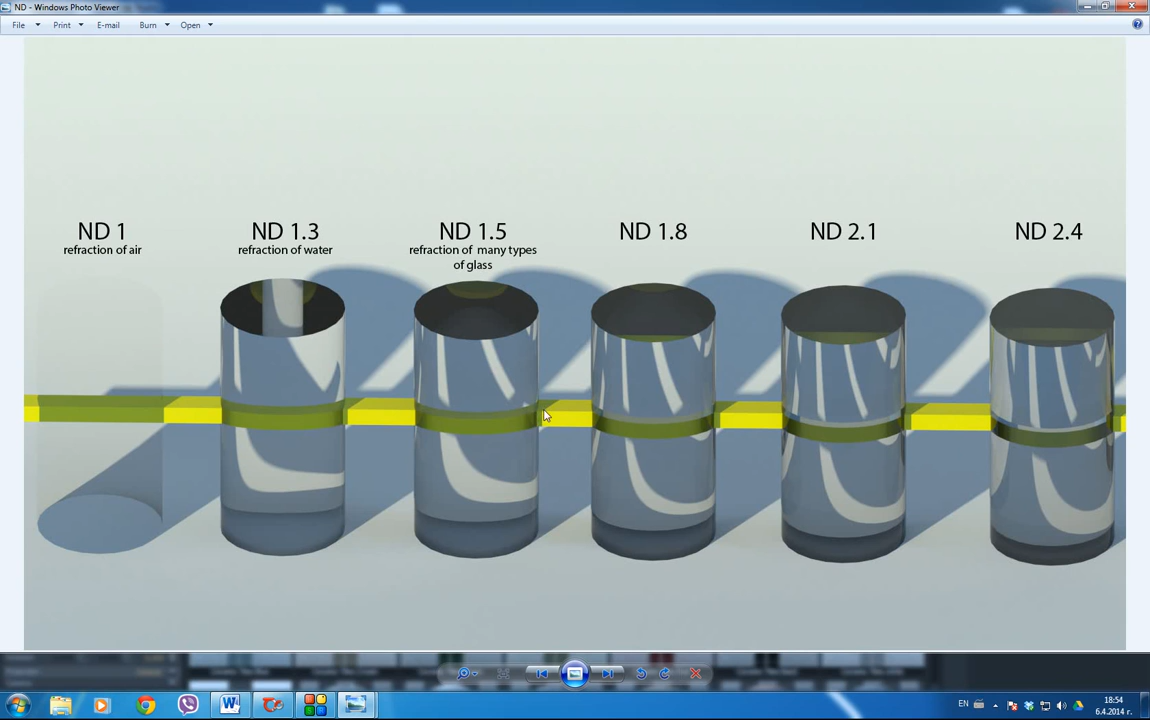 ND - Windows Photo Viewer
File Print E-mail Burn Open
ND 1
refraction of air
ND 1.3
refraction of water
ND 1.5
refraction of many types
of glass
ND 1.8
ND 2.1
ND 2.4
EN
18:54
6.4.2014 г.